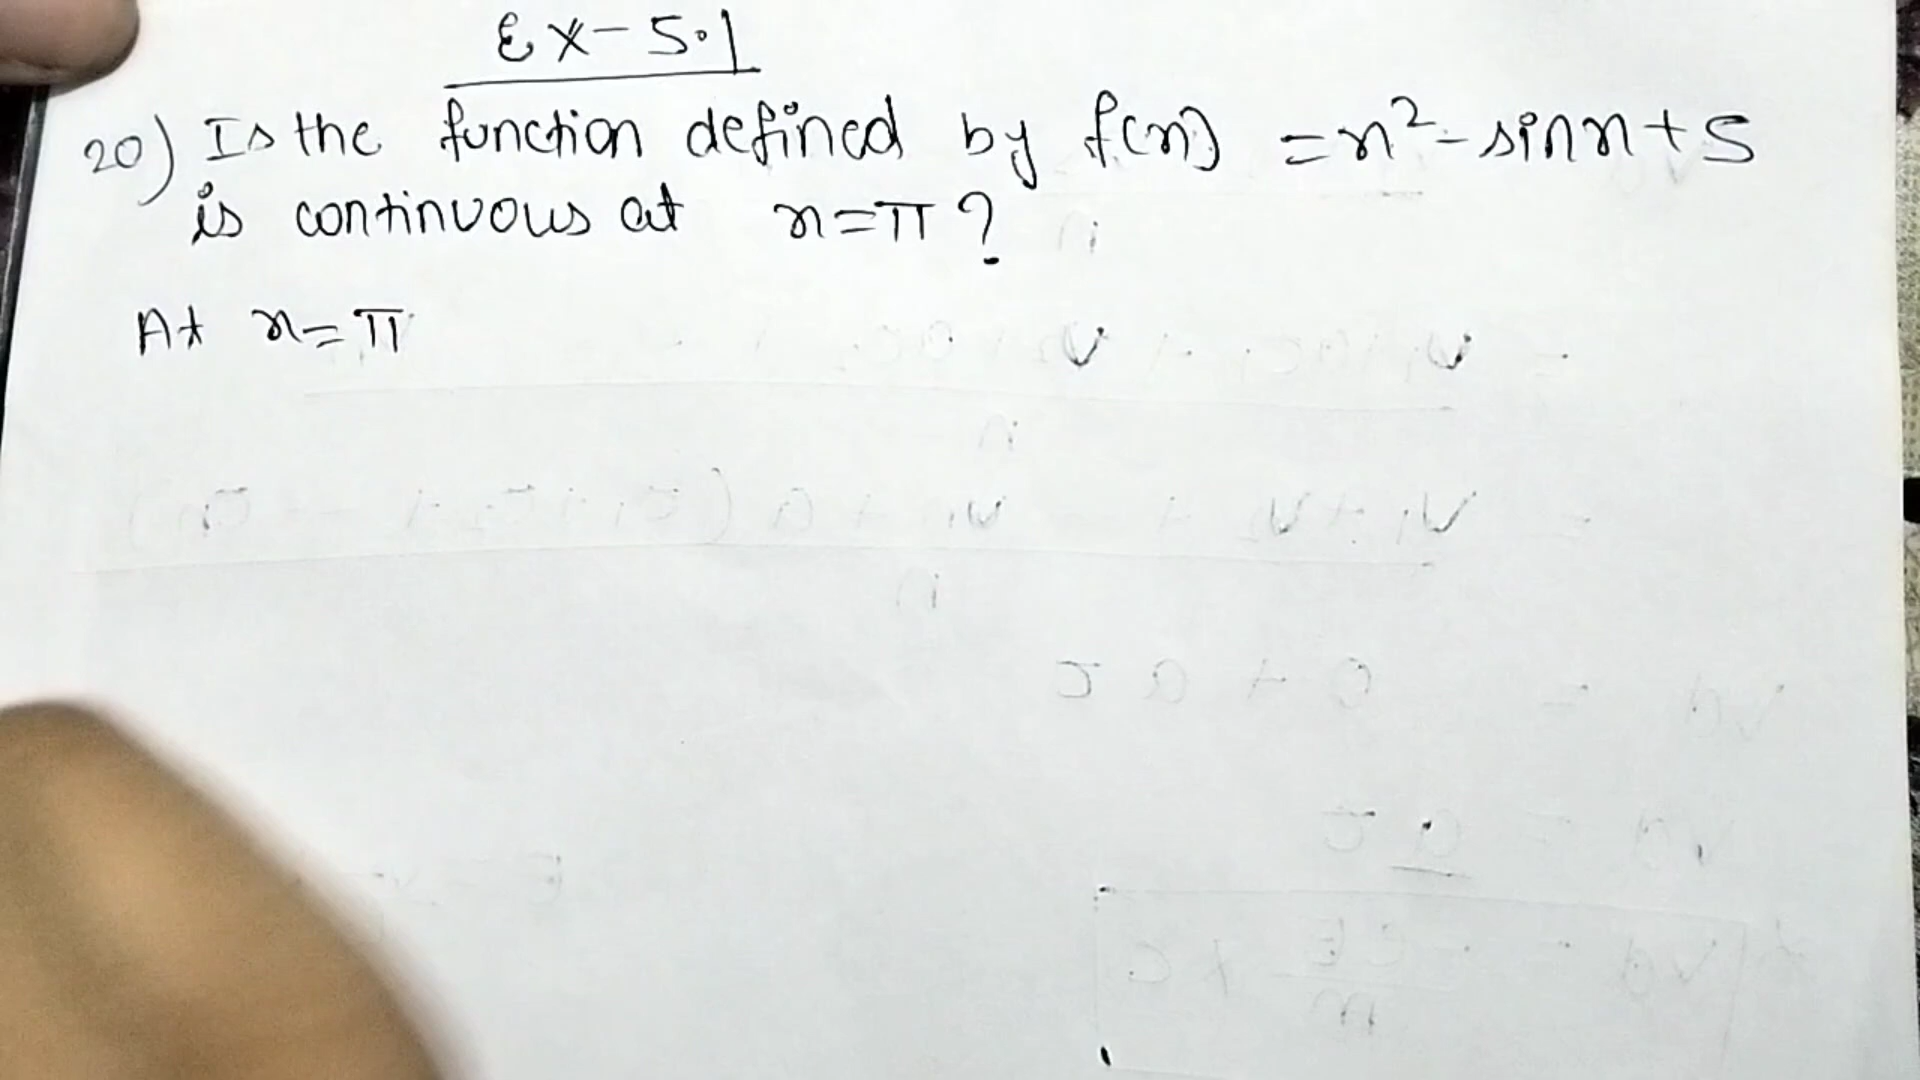 Ex-5.1
20) Is the function defined by f(x) = x² - sinx + 5
is continuous at x = π ?
At x = π